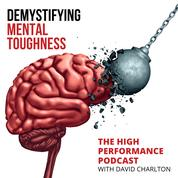 DEMYSTIFYING
MENTAL
TOUGHNESS
THE HIGH
PERFORMANCE
PODCAST
WITH DAVID CHARLTON